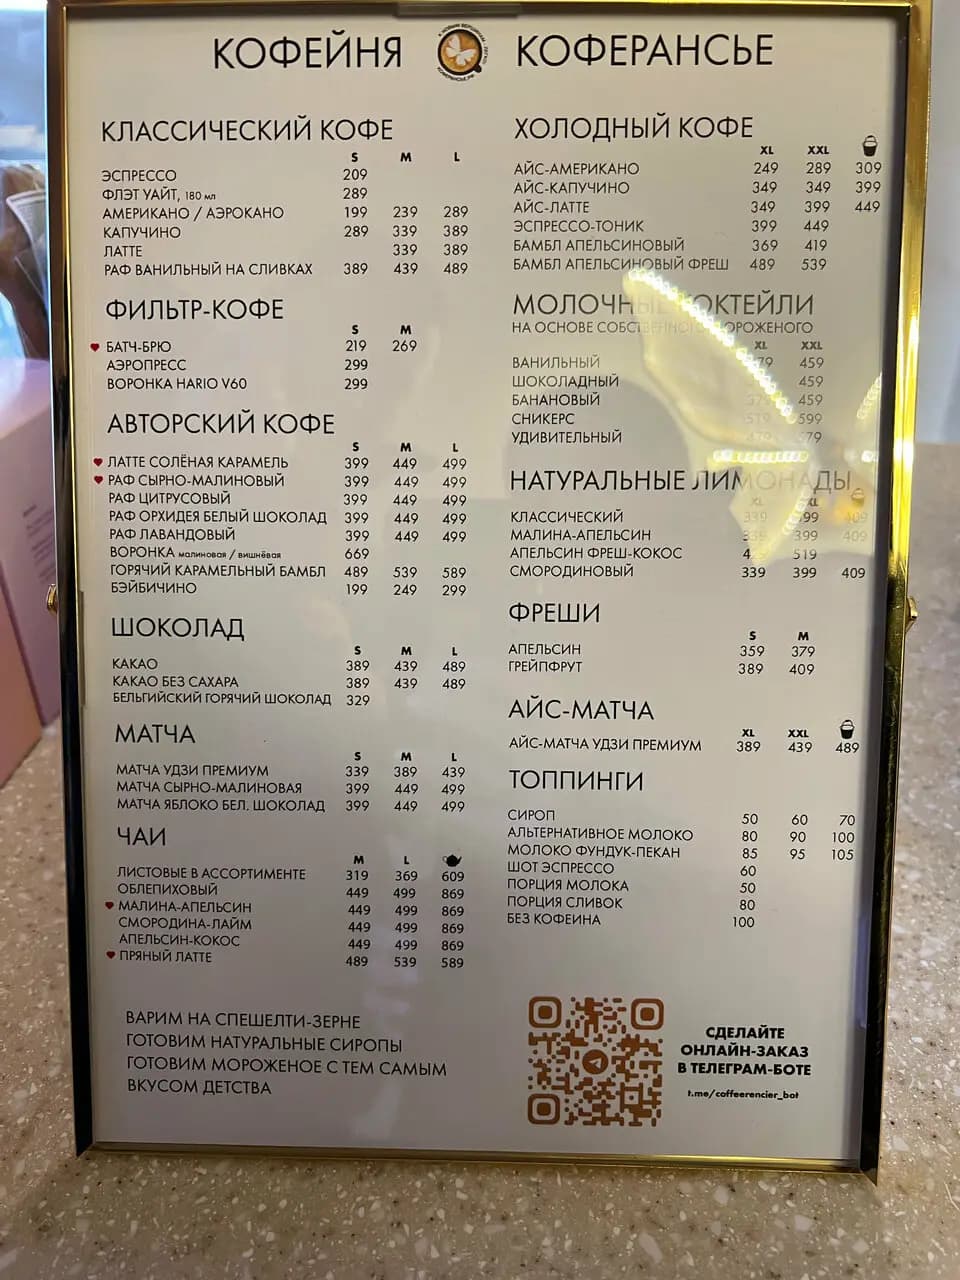 КОФЕЙНЯ КОФЕРАНСЬЕ
КЛАССИЧЕСКИЙ КОФЕ
S M L
ЭСПРЕССО 209
ФЛЭТ УАЙТ, 180 мл 289
АМЕРИКАНО / АЭРОКАНО 199 239 289
КАПУЧИНО 289 339 389
ЛАТТЕ 339 389
РАФ ВАНИЛЬНЫЙ НА СЛИВКАХ 389 439 489
ФИЛЬТР-КОФЕ
S M
БАТЧ-БРЮ 219 269
АЭРОПРЕСС 299
ВОРОНКА HARIO V60 299
АВТОРСКИЙ КОФЕ
S M L
ЛАТТЕ СОЛЁНАЯ КАРАМЕЛЬ 399 449 499
РАФ СЫРНО-МАЛИНОВЫЙ 399 449 499
РАФ ЦИТРУСОВЫЙ 399 449 499
РАФ ОРХИДЕЯ БЕЛЫЙ ШОКОЛАД 399 449 499
РАФ ЛАВАНДОВЫЙ 399 449 499
ВОРОНКА малиновая / вишнёвая 669
ГОРЯЧИЙ КАРАМЕЛЬНЫЙ БАМБЛ 489 539 589
БЭЙБИЧИНО 199 249 299
ШОКОЛАД
S M L
КАКАО 389 439 489
КАКАО БЕЗ САХАРА 389 439 489
БЕЛЬГИЙСКИЙ ГОРЯЧИЙ ШОКОЛАД 329
МАТЧА
S M L
МАТЧА УДЗИ ПРЕМИУМ 339 389 439
МАТЧА СЫРНО-МАЛИНОВАЯ 399 449 499
МАТЧА ЯБЛОКО БЕЛ. ШОКОЛАД 399 449 499
ЧАИ
M L
ЛИСТОВЫЕ В АССОРТИМЕНТЕ 319 369 609
ОБЛЕПИХОВЫЙ 449 499 869
МАЛИНА-АПЕЛЬСИН 449 499 869
СМОРОДИНА-ЛАЙМ 449 499 869
АПЕЛЬСИН-КОКОС 449 499 869
ПРЯНЫЙ ЛАТТЕ 489 539 589
ВАРИМ НА СПЕШЕЛТИ-ЗЕРНЕ
ГОТОВИМ НАТУРАЛЬНЫЕ СИРОПЫ
ГОТОВИМ МОРОЖЕНОЕ С ТЕМ САМЫМ
ВКУСОМ ДЕТСТВА
ХОЛОДНЫЙ КОФЕ
XL XXL
АЙС-АМЕРИКАНО 249 289 309
АЙС-КАПУЧИНО 349 349 399
АЙС-ЛАТТЕ 349 399 449
ЭСПРЕССО-ТОНИК 399 449
БАМБЛ АПЕЛЬСИНОВЫЙ 369 419
БАМБЛ АПЕЛЬСИНОВЫЙ ФРЕШ 489 539
МОЛОЧНЫЕ КОКТЕЙЛИ
НА ОСНОВЕ СОБСТВЕННОГО МОРОЖЕНОГО
XL XXL
ВАНИЛЬНЫЙ 459
ШОКОЛАДНЫЙ 459
БАНАНОВЫЙ 459
СНИКЕРС 599
УДИВИТЕЛЬНЫЙ
НАТУРАЛЬНЫЕ ЛИМОНАДЫ
XL XXL
КЛАССИЧЕСКИЙ 339 399 409
МАЛИНА-АПЕЛЬСИН 339 399 409
АПЕЛЬСИН ФРЕШ-КОКОС 519
СМОРОДИНОВЫЙ 339 399 409
ФРЕШИ
S M
АПЕЛЬСИН 359 379
ГРЕЙПФРУТ 389 409
АЙС-МАТЧА
XL XXL
АЙС-МАТЧА УДЗИ ПРЕМИУМ 389 439 489
ТОППИНГИ
СИРОП 50 60 70
АЛЬТЕРНАТИВНОЕ МОЛОКО 80 90 100
МОЛОКО ФУНДУК-ПЕКАН 85 95 105
ШОТ ЭСПРЕССО 60
ПОРЦИЯ МОЛОКА 50
ПОРЦИЯ СЛИВОК 80
БЕЗ КОФЕИНА 100
СДЕЛАЙТЕ
ОНЛАЙН-ЗАКАЗ
В ТЕЛЕГРАМ-БОТЕ
t.me/coffeerencier_bot